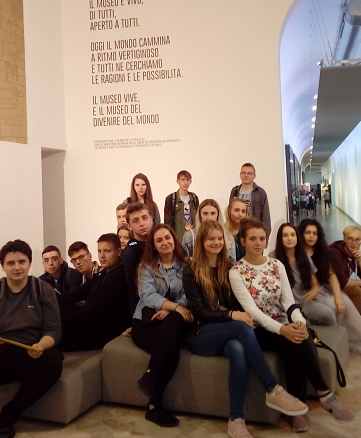 IL MUSEO È VIVO,
DI TUTTI,
APERTO A TUTTI.
OGGI IL MONDO CAMMINA
A RITMO VERTIGINOSO
E TUTTI NE CERCHIAMO
LE RAGIONI E LE POSSIBILITÀ.
IL MUSEO VIVE,
E IL MUSEO DEL
DIVENIRE DEL MONDO